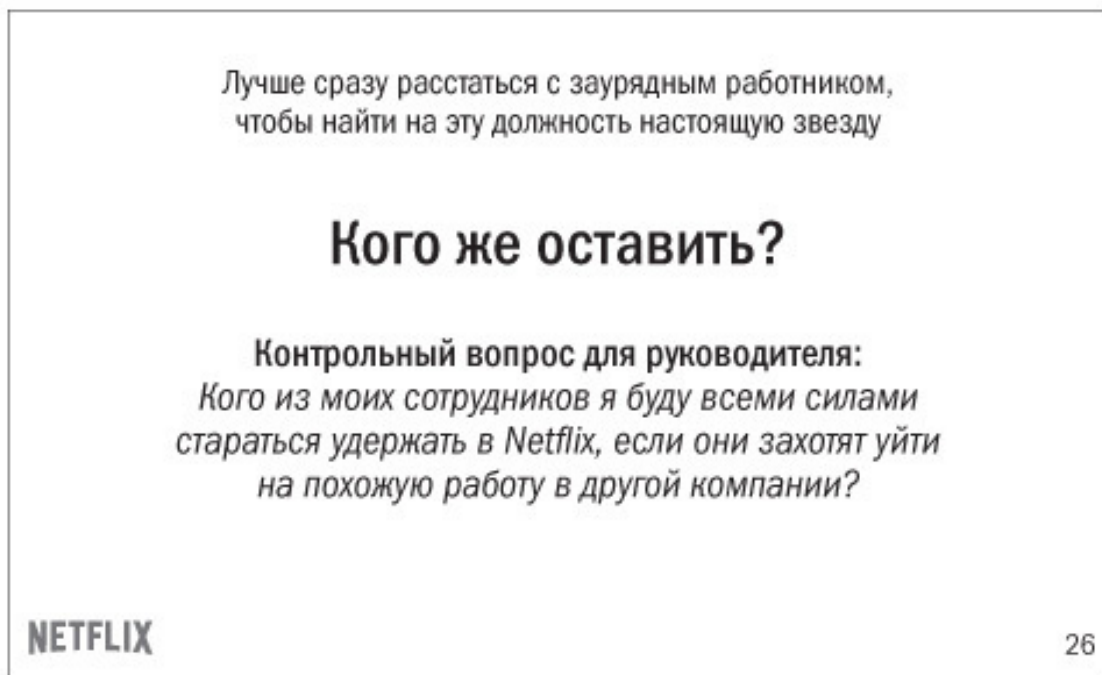 Лучше сразу расстаться с заурядным работником,
чтобы найти на эту должность настоящую звезду
Кого же оставить?
Контрольный вопрос для руководителя:
Кого из моих сотрудников я буду всеми силами
стараться удержать в Netflix, если они захотят уйти
на похожую работу в другой компании?
NETFLIX
26